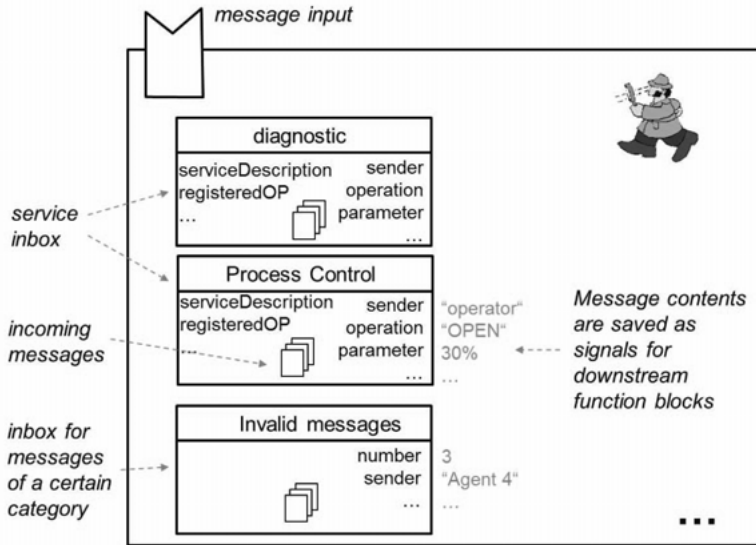 message input
diagnostic
serviceDescription
registeredOP
...
sender
operation
parameter
...
service
inbox
Process Control
serviceDescription
registeredOP
...
sender
operation
parameter
...
“operator”
“OPEN“
30%
...
Message contents
are saved as
signals for
downstream
function blocks
incoming
messages
Invalid messages
number
sender
...
3
“Agent 4“
...
inbox for
messages
of a certain
category
...